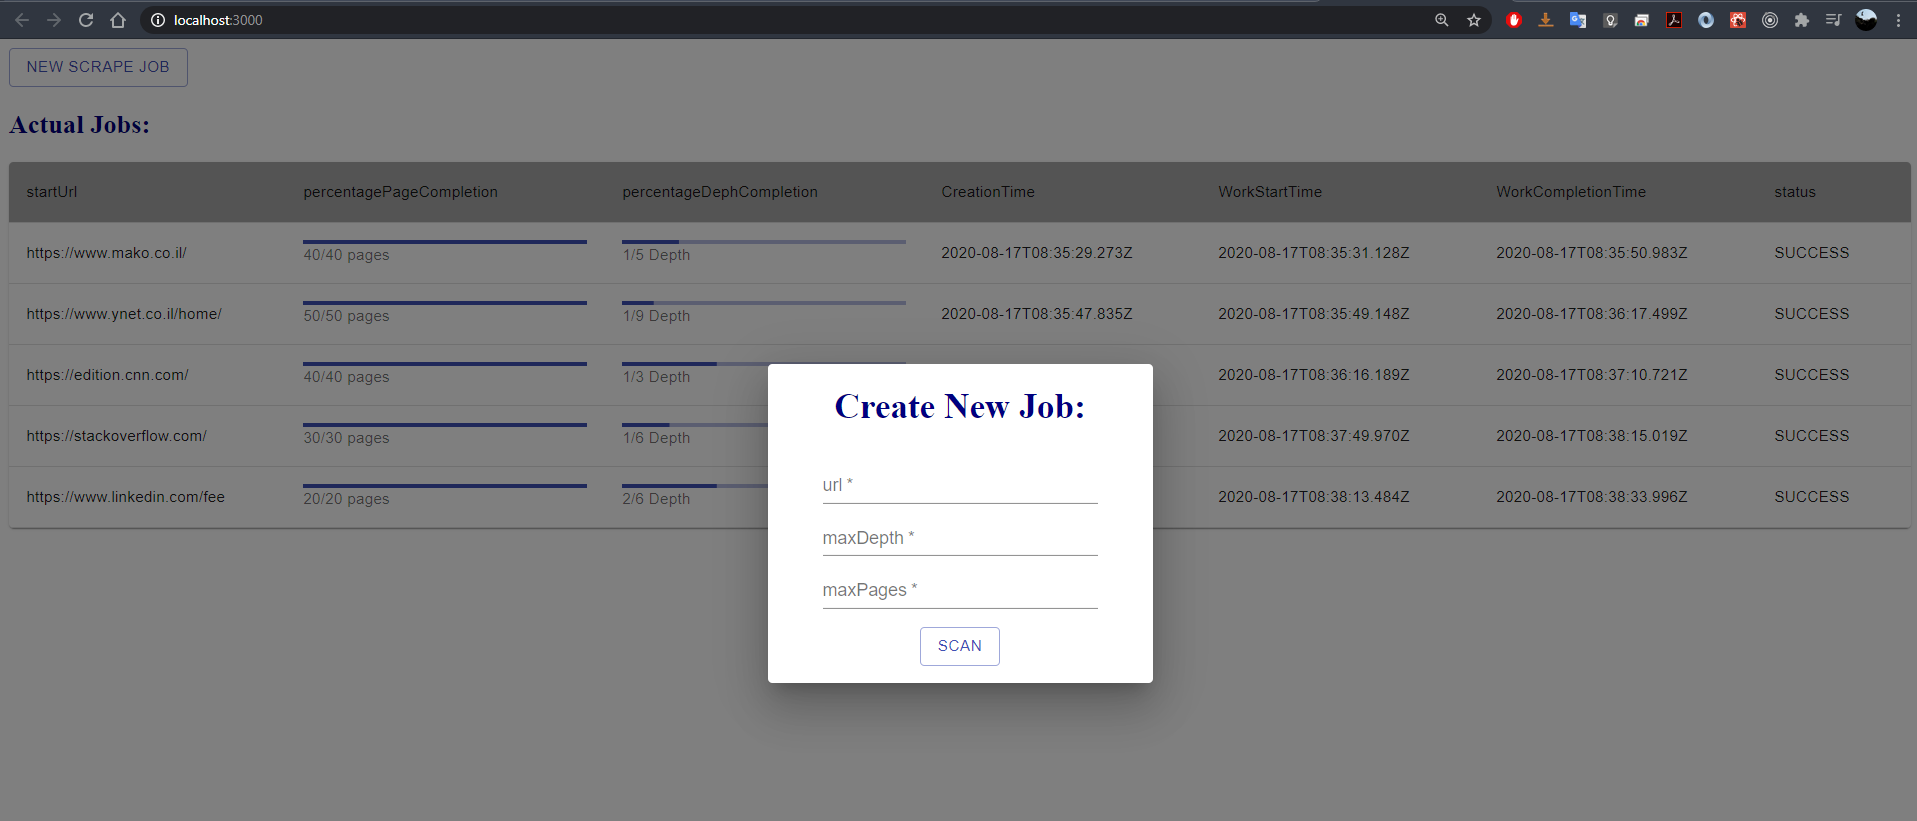 localhost:3000
NEW SCRAPE JOB
Actual Jobs:
startUrl percentagePageCompletion percentageDephCompletion CreationTime WorkStartTime WorkCompletionTime status
https://www.mako.co.il/ 40/40 pages 1/5 Depth 2020-08-17T08:35:29.273Z 2020-08-17T08:35:31.128Z 2020-08-17T08:35:50.983Z SUCCESS
https://www.ynet.co.il/home/ 50/50 pages 1/9 Depth 2020-08-17T08:35:47.835Z 2020-08-17T08:35:49.148Z 2020-08-17T08:36:17.499Z SUCCESS
https://edition.cnn.com/ 40/40 pages 1/3 Depth 2020-08-17T08:36:16.189Z 2020-08-17T08:37:10.721Z SUCCESS
https://stackoverflow.com/ 30/30 pages 1/6 Depth 2020-08-17T08:37:49.970Z 2020-08-17T08:38:15.019Z SUCCESS
https://www.linkedin.com/fee 20/20 pages 2/6 Depth 2020-08-17T08:38:13.484Z 2020-08-17T08:38:33.996Z SUCCESS
Create New Job:
url *
maxDepth *
maxPages *
SCAN